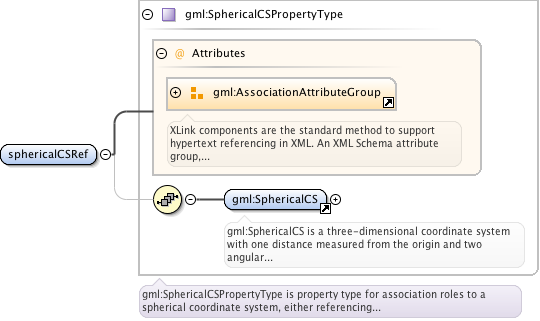 gml:SphericalCSPropertyType
@ Attributes
gml:AssociationAttributeGroup
XLink components are the standard method to support
hypertext referencing in XML. An XML Schema attribute
group,...
sphericalCSRef
gml:SphericalCS
gml:SphericalCS is a three-dimensional coordinate system
with one distance measured from the origin and two
angular...
gml:SphericalCSPropertyType is property type for association roles to a
spherical coordinate system, either referencing...